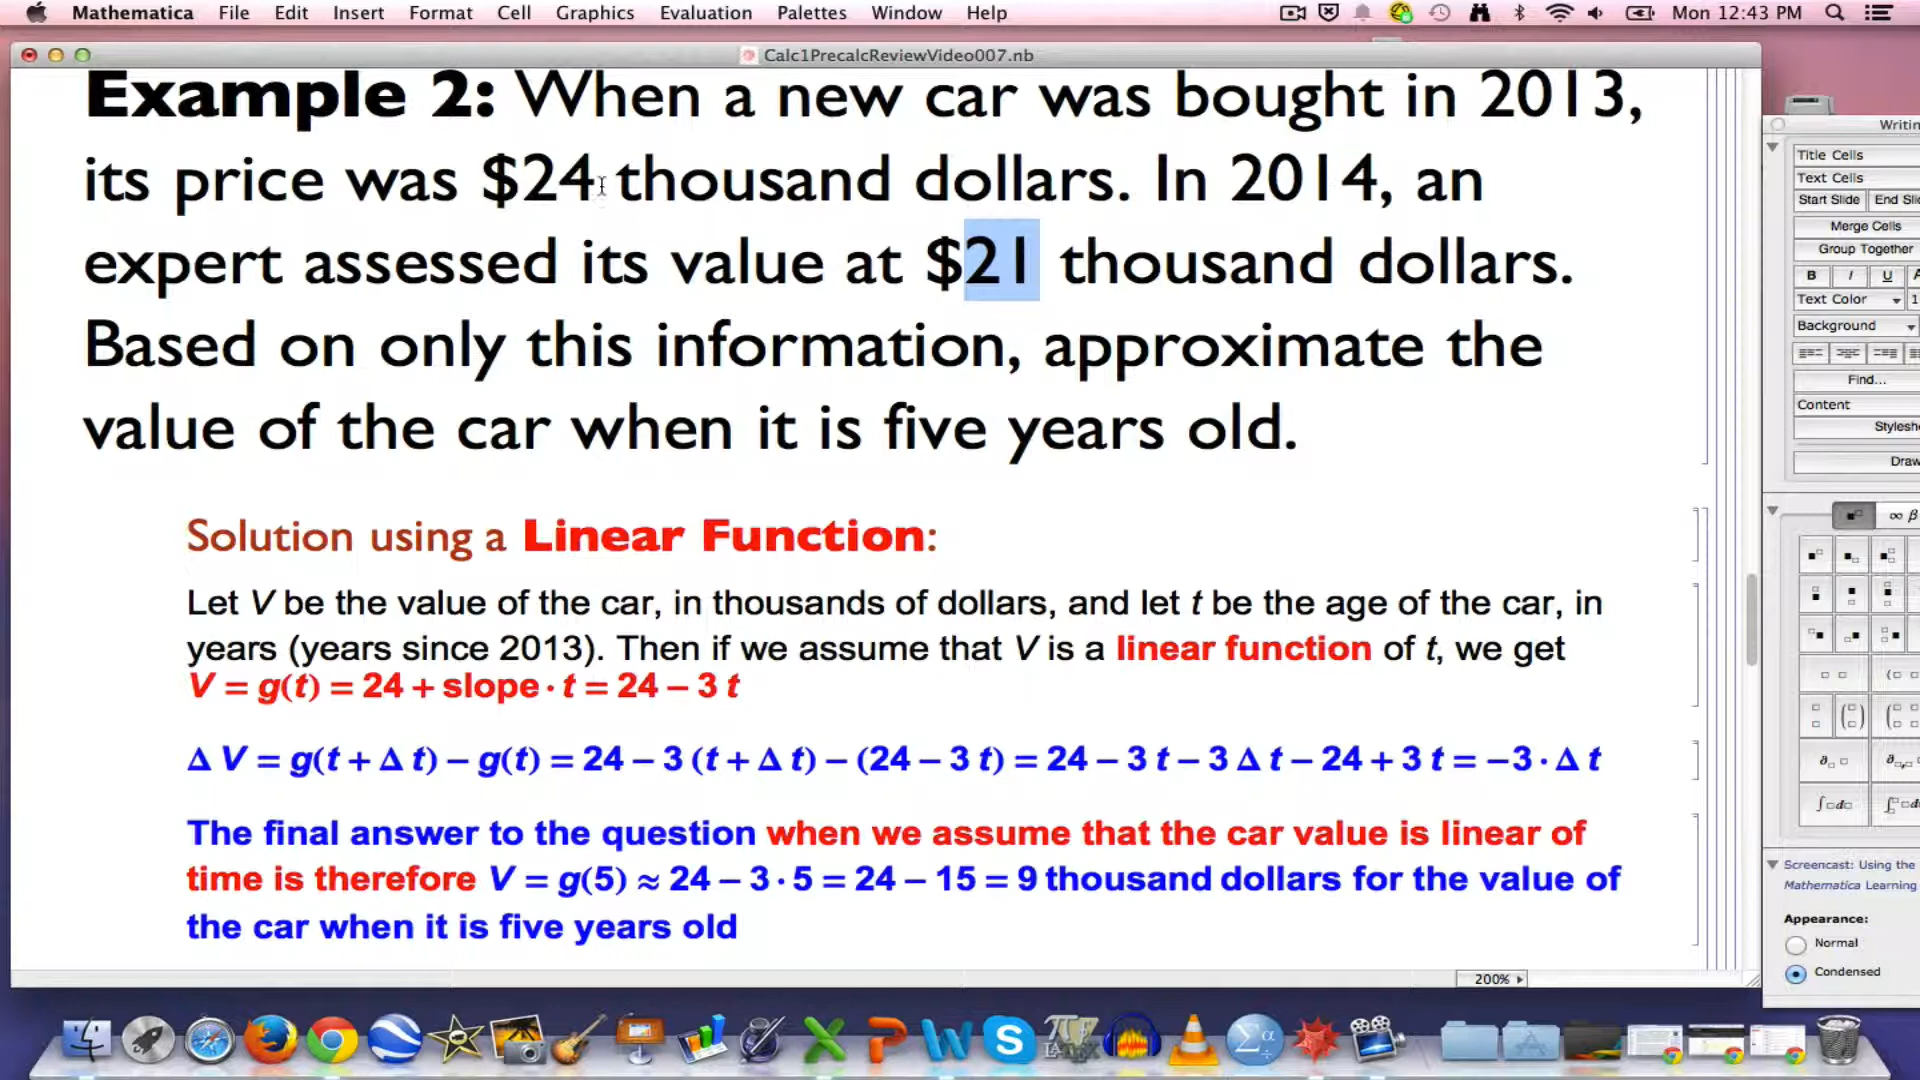 Mathematica File Edit Insert Format Cell Graphics Evaluation Palettes Window Help Mon 12:43 PM
Calc1PrecalcReviewVideo007.nb
Example 2: When a new car was bought in 2013,
its price was $24 thousand dollars. In 2014, an
expert assessed its value at $21 thousand dollars.
Based on only this information, approximate the
value of the car when it is five years old.
Solution using a Linear Function:
Let V be the value of the car, in thousands of dollars, and let t be the age of the car, in
years (years since 2013). Then if we assume that V is a linear function of t, we get
V = g(t) = 24 + slope · t = 24 − 3 t
Δ V = g(t + Δ t) − g(t) = 24 − 3 (t + Δ t) − (24 − 3 t) = 24 − 3 t − 3 Δ t − 24 + 3 t = −3 · Δ t
The final answer to the question when we assume that the car value is linear of
time is therefore V = g(5) ≈ 24 − 3 · 5 = 24 − 15 = 9 thousand dollars for the value of
the car when it is five years old
200%
Writin
Title Cells
Text Cells
Start Slide End Sli
Merge Cells
Group Together
B I U
Text Color
Background
Find...
Content
Stylesh
Draw
∞ β
Screencast: Using the
Mathematica Learning
Appearance:
Normal
Condensed